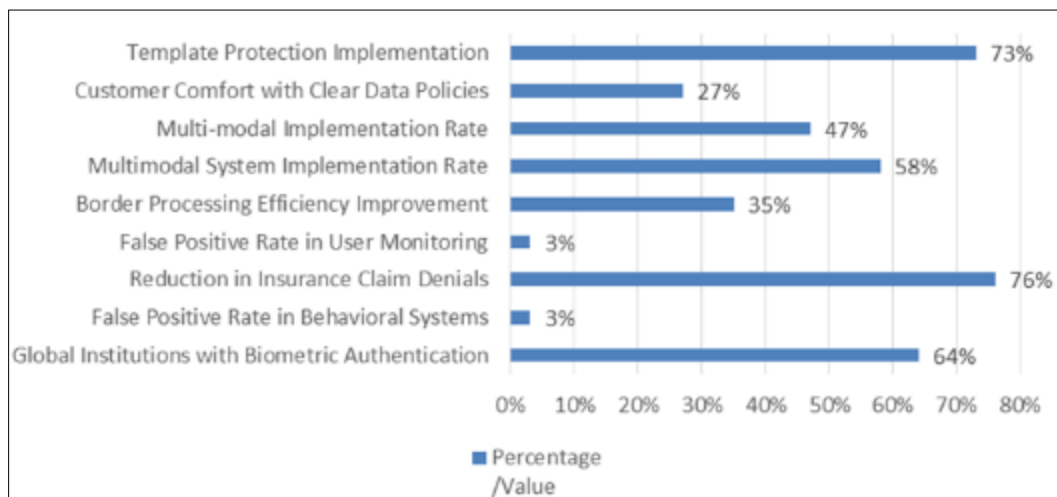 Template Protection Implementation
73%
Customer Comfort with Clear Data Policies
27%
Multi-modal Implementation Rate
47%
Multimodal System Implementation Rate
58%
Border Processing Efficiency Improvement
35%
False Positive Rate in User Monitoring
3%
Reduction in Insurance Claim Denials
76%
False Positive Rate in Behavioral Systems
3%
Global Institutions with Biometric Authentication
64%
0% 10% 20% 30% 40% 50% 60% 70% 80%
Percentage
/Value